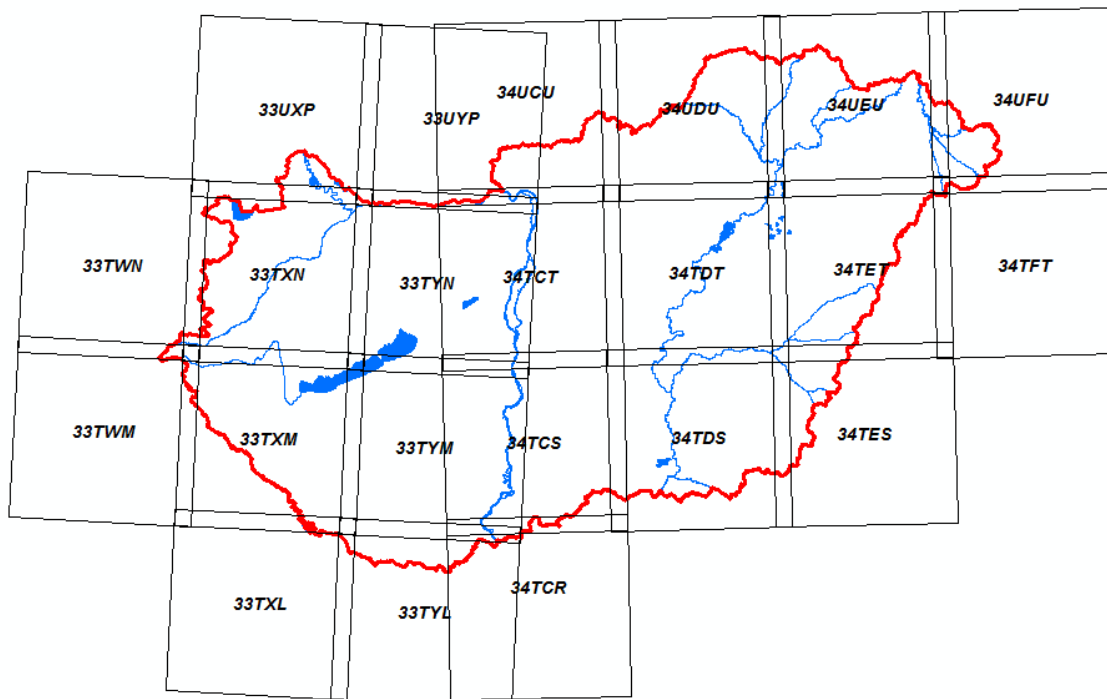 34UCU
34UFU
33UXP
33UYP
34UDU
34UEU
33TWN
33TXN
33TYN
34TCT
34TDT
34TET
34TFT
33TWM
33TXM
33TYM
34TCS
34TDS
34TES
33TXL
33TYL
34TCR